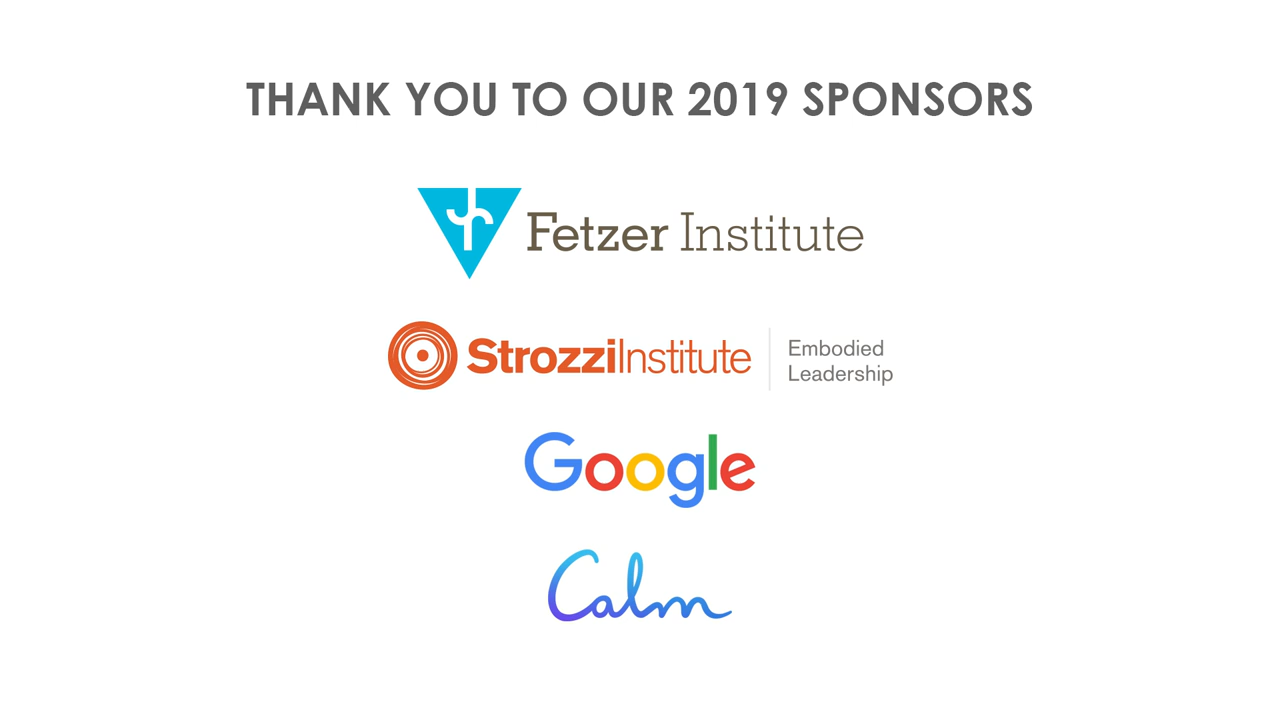 THANK YOU TO OUR 2019 SPONSORS
Fetzer Institute
StrozziInstitute
Embodied
Leadership
Google
Calm